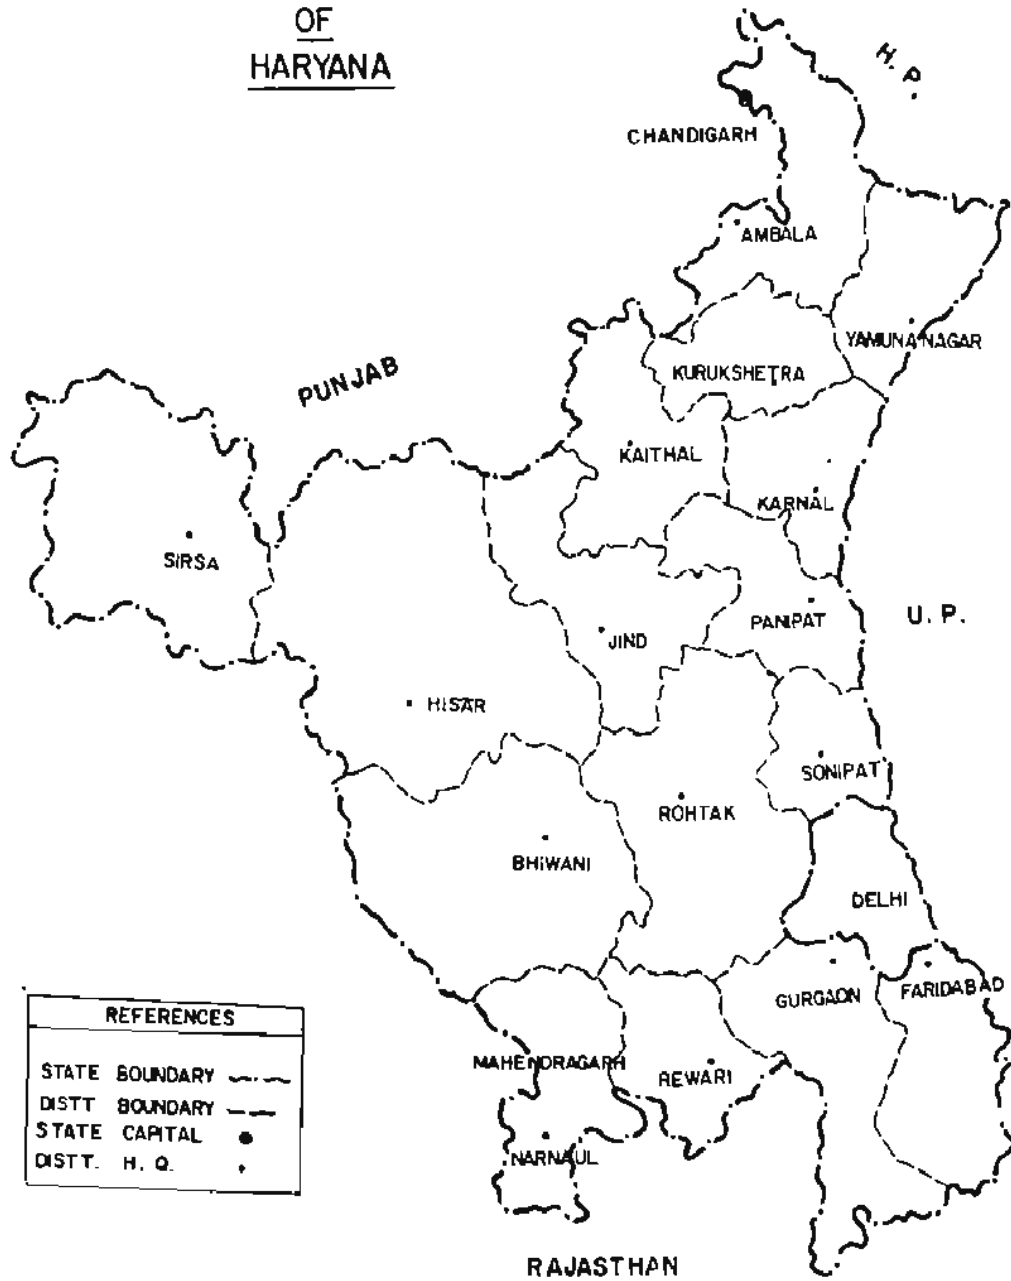 OF
HARYANA
H. P.
CHANDIGARH
AMBALA
YAMUNA NAGAR
PUNJAB
KURUKSHETRA
KAITHAL
KARNAL
SIRSA
PANIPAT
U. P.
JIND
HISAR
SONIPAT
ROHTAK
BHIWANI
DELHI
GURGAON
FARIDABAD
REFERENCES
MAHENDRAGARH
REWARI
STATE BOUNDARY
DISTT BOUNDARY
STATE CAPITAL
DISTT. H. Q.
NARNAUL
RAJASTHAN